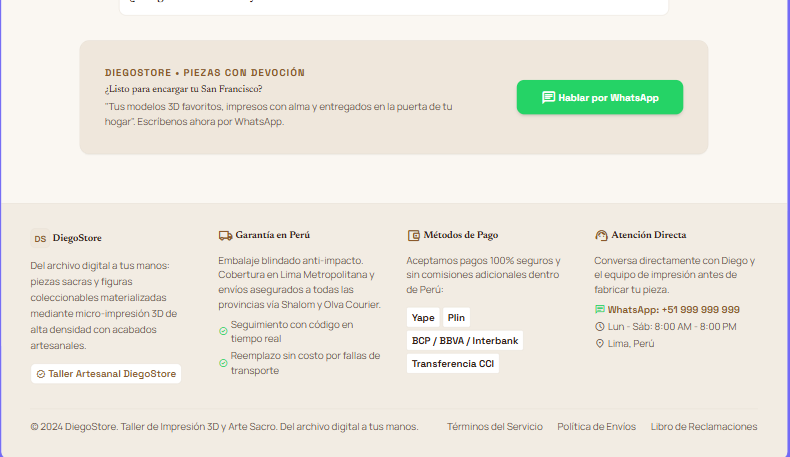 DIEGOSTORE • PIEZAS CON DEVOCIÓN
¿Listo para encargar tu San Francisco?
"Tus modelos 3D favoritos, impresos con alma y entregados en la puerta de tu
hogar". Escríbenos ahora por WhatsApp.
Hablar por WhatsApp
DS DiegoStore
Del archivo digital a tus manos:
piezas sacras y figuras
coleccionables materializadas
mediante micro-impresión 3D de
alta densidad con acabados
artesanales.
Taller Artesanal DiegoStore
Garantía en Perú
Embalaje blindado anti-impacto.
Cobertura en Lima Metropolitana y
envíos asegurados a todas las
provincias vía Shalom y Olva Courier.
Seguimiento con código en
tiempo real
Reemplazo sin costo por fallas de
transporte
Métodos de Pago
Aceptamos pagos 100% seguros y
sin comisiones adicionales dentro
de Perú:
Yape Plin
BCP / BBVA / Interbank
Transferencia CCI
Atención Directa
Conversa directamente con Diego y
el equipo de impresión antes de
fabricar tu pieza.
WhatsApp: +51 999 999 999
Lun - Sáb: 8:00 AM - 8:00 PM
Lima, Perú
© 2024 DiegoStore. Taller de Impresión 3D y Arte Sacro. Del archivo digital a tus manos.
Términos del Servicio Política de Envíos Libro de Reclamaciones